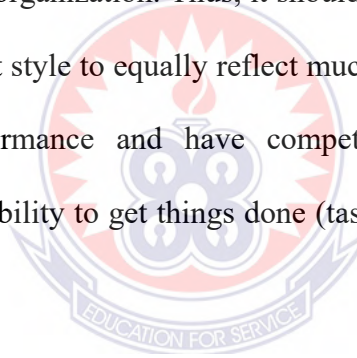 organization. Thus, it should
style to equally reflect muc
rmance and have compet
bility to get things done (tas
EDUCATION FOR SERVICE